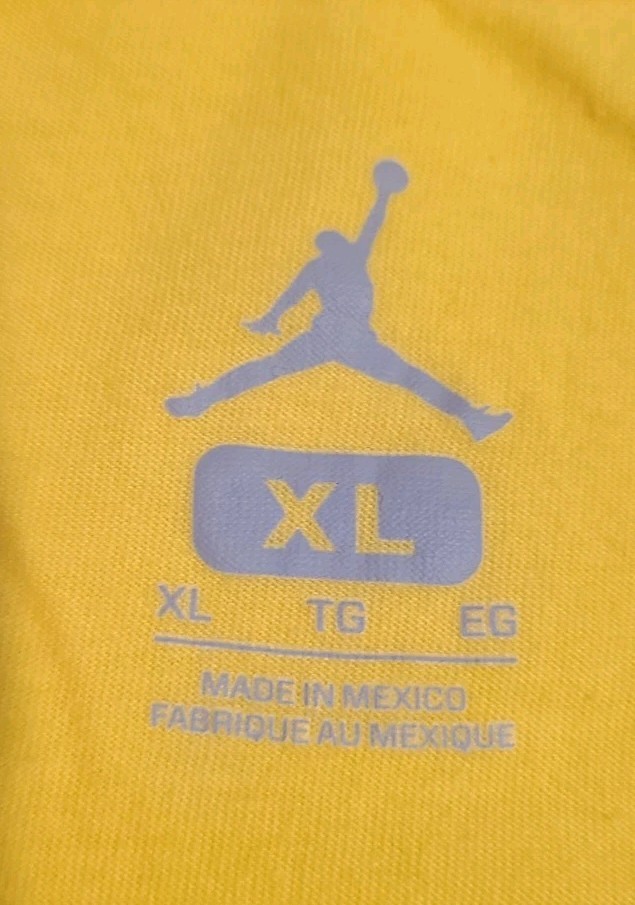 XL
XL TG EG
MADE IN MEXICO
FABRIQUE AU MEXIQUE